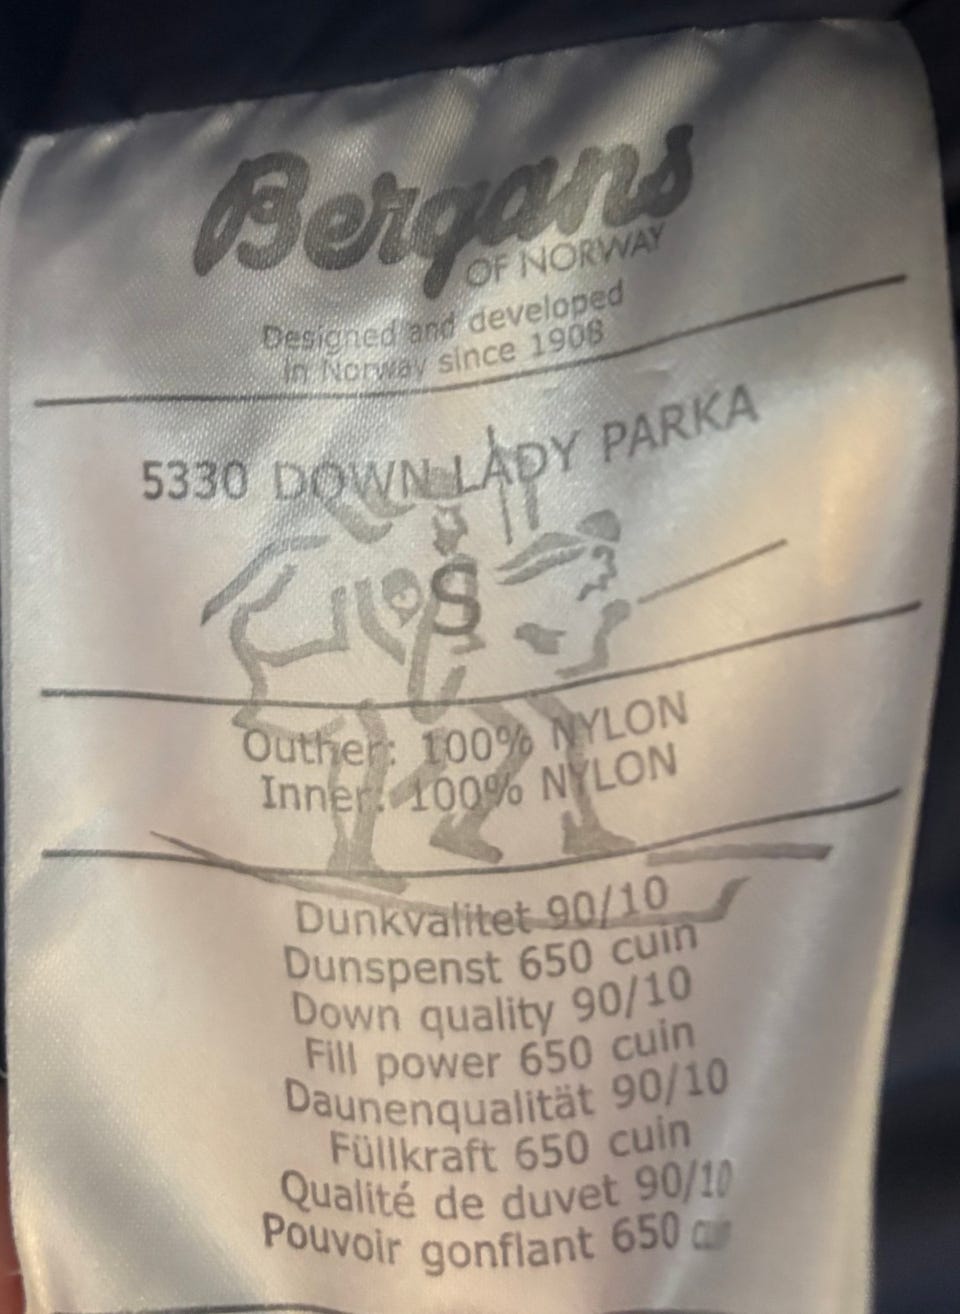 Bergans
OF NORWAY
Designed and developed
in Norway since 1908
5330 DOWN LADY PARKA
S
Outher: 100% NYLON
Inner: 100% NYLON
Dunkvalitet 90/10
Dunspenst 650 cuin
Down quality 90/10
Fill power 650 cuin
Daunenqualität 90/10
Füllkraft 650 cuin
Qualité de duvet 90/10
Pouvoir gonflant 650